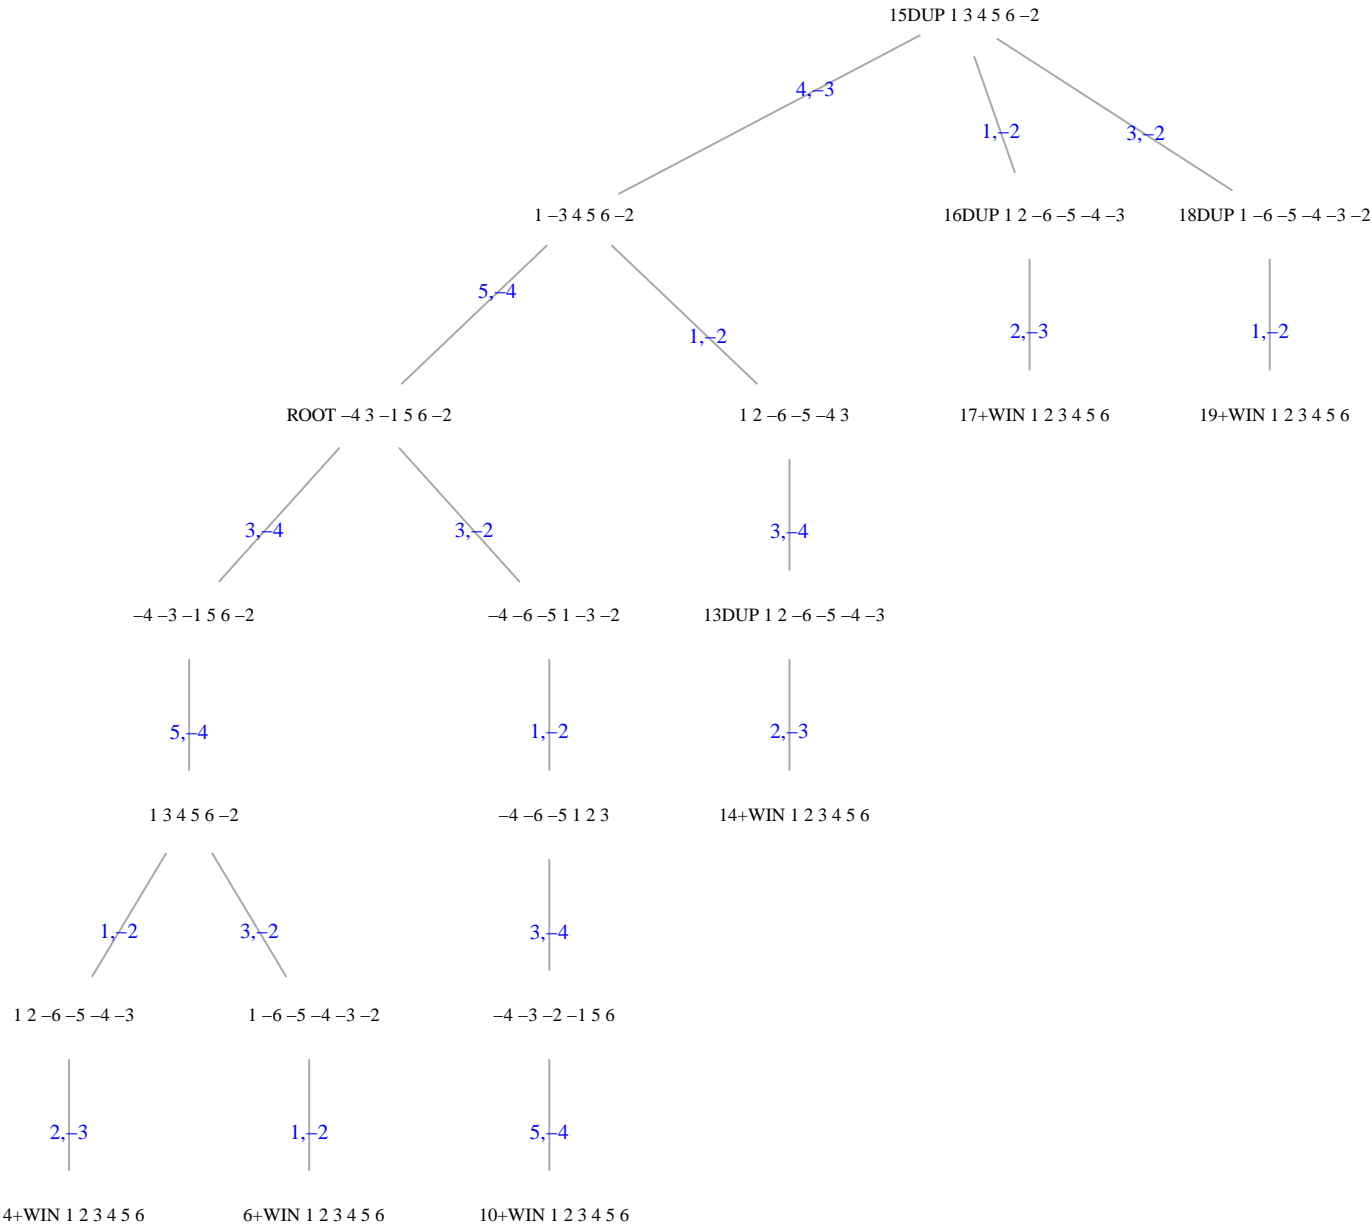 15DUP 1 3 4 5 6 –2
4,–3
1,–2
3,–2
1 –3 4 5 6 –2
16DUP 1 2 –6 –5 –4 –3
18DUP 1 –6 –5 –4 –3 –2
5,–4
1,–2
2,–3
1,–2
ROOT –4 3 –1 5 6 –2
1 2 –6 –5 –4 3
17+WIN 1 2 3 4 5 6
19+WIN 1 2 3 4 5 6
3,–4
3,–2
3,–4
–4 –3 –1 5 6 –2
–4 –6 –5 1 –3 –2
13DUP 1 2 –6 –5 –4 –3
5,–4
1,–2
2,–3
1 3 4 5 6 –2
–4 –6 –5 1 2 3
14+WIN 1 2 3 4 5 6
1,–2
3,–2
3,–4
1 2 –6 –5 –4 –3
1 –6 –5 –4 –3 –2
–4 –3 –2 –1 5 6
2,–3
1,–2
5,–4
4+WIN 1 2 3 4 5 6
6+WIN 1 2 3 4 5 6
10+WIN 1 2 3 4 5 6